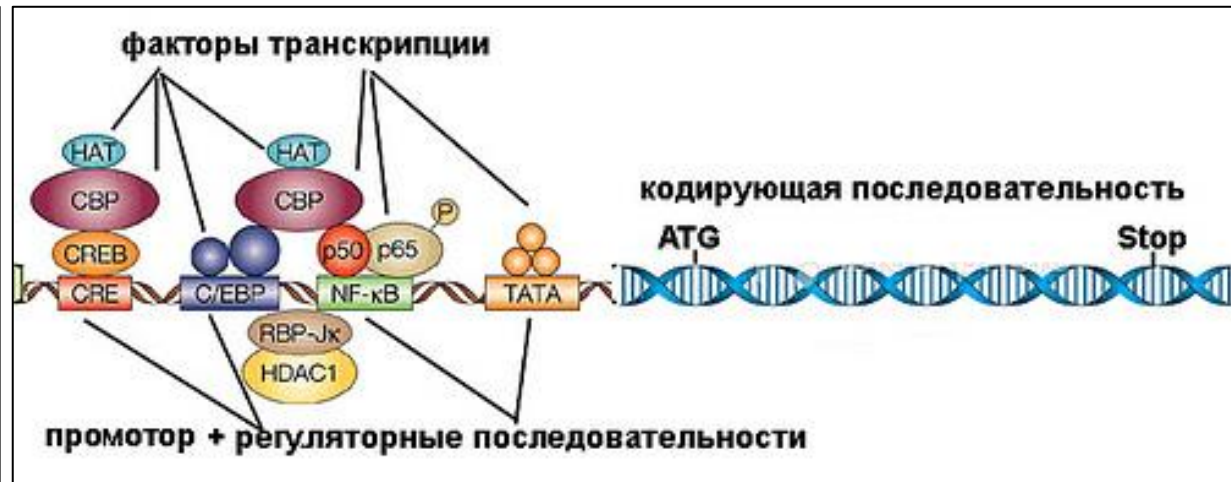 факторы транскрипции
HAT
HAT
CBP
CBP
P
CREB
p50
p65
CRE
C/EBP
NF-κB
TATA
RBP-Jκ
HDAC1
промотор + регуляторные последовательности
кодирующая последовательность
ATG
Stop